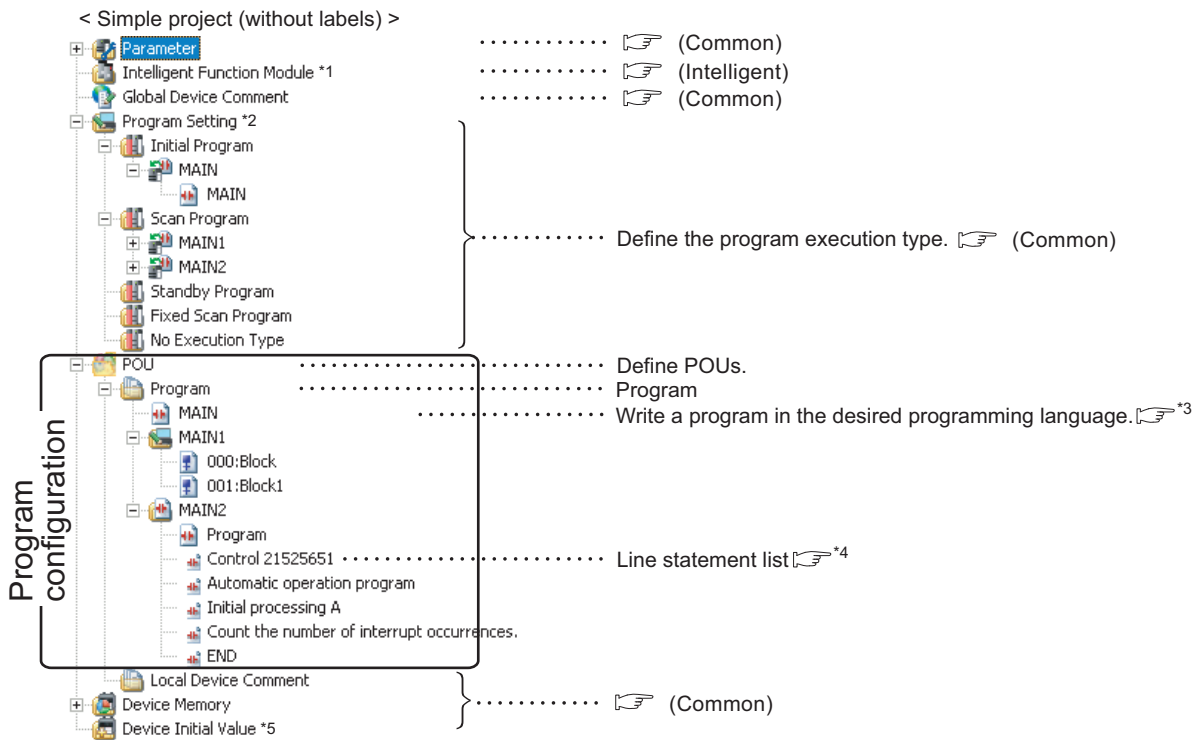 < Simple project (without labels) >
Parameter (Common)
Intelligent Function Module *1 (Intelligent)
Global Device Comment (Common)
Program Setting *2
Initial Program
MAIN
MAIN
Scan Program
MAIN1
Define the program execution type. (Common)
MAIN2
Standby Program
Fixed Scan Program
No Execution Type
Program configuration
POU Define POUs.
Program Program
MAIN Write a program in the desired programming language. *3
MAIN1
000:Block
001:Block1
MAIN2
Program
Control 21525651 Line statement list *4
Automatic operation program
Initial processing A
Count the number of interrupt occurrences.
END
Local Device Comment
Device Memory (Common)
Device Initial Value *5